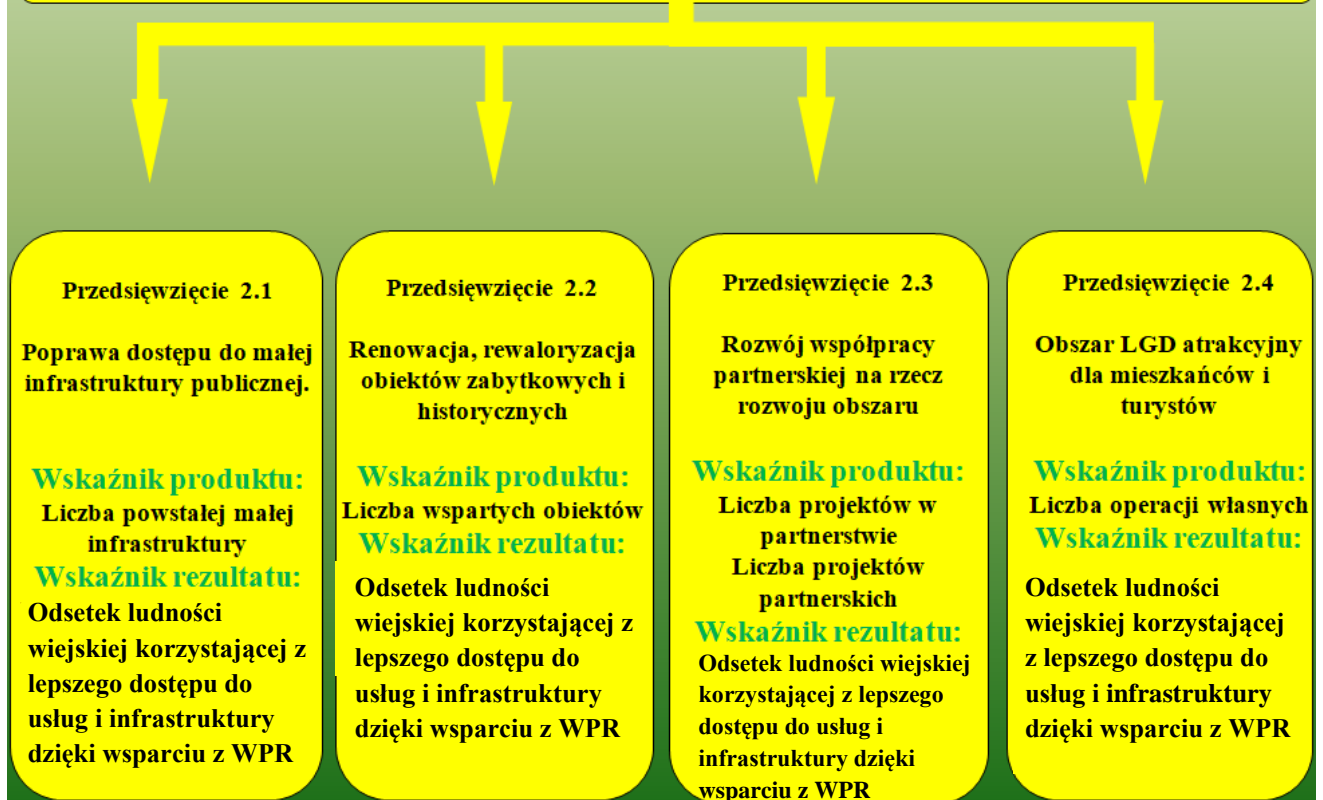 Przedsięwzięcie 2.1
Poprawa dostępu do małej
infrastruktury publicznej.
Wskaźnik produktu:
Liczba powstałej małej
infrastruktury
Wskaźnik rezultatu:
Odsetek ludności
wiejskiej korzystającej z
lepszego dostępu do
usług i infrastruktury
dzięki wsparciu z WPR
Przedsięwzięcie 2.2
Renowacja, rewaloryzacja
obiektów zabytkowych i
historycznych
Wskaźnik produktu:
Liczba wspartych obiektów
Wskaźnik rezultatu:
Odsetek ludności
wiejskiej korzystającej z
lepszego dostępu do
usług i infrastruktury
dzięki wsparciu z WPR
Przedsięwzięcie 2.3
Rozwój współpracy
partnerskiej na rzecz
rozwoju obszaru
Wskaźnik produktu:
Liczba projektów w
partnerstwie
Liczba projektów
partnerskich
Wskaźnik rezultatu:
Odsetek ludności wiejskiej
korzystającej z lepszego
dostępu do usług i
infrastruktury dzięki
wsparciu z WPR
Przedsięwzięcie 2.4
Obszar LGD atrakcyjny
dla mieszkańców i
turystów
Wskaźnik produktu:
Liczba operacji własnych
Wskaźnik rezultatu:
Odsetek ludności
wiejskiej korzystającej
z lepszego dostępu do
usług i infrastruktury
dzięki wsparciu z WPR